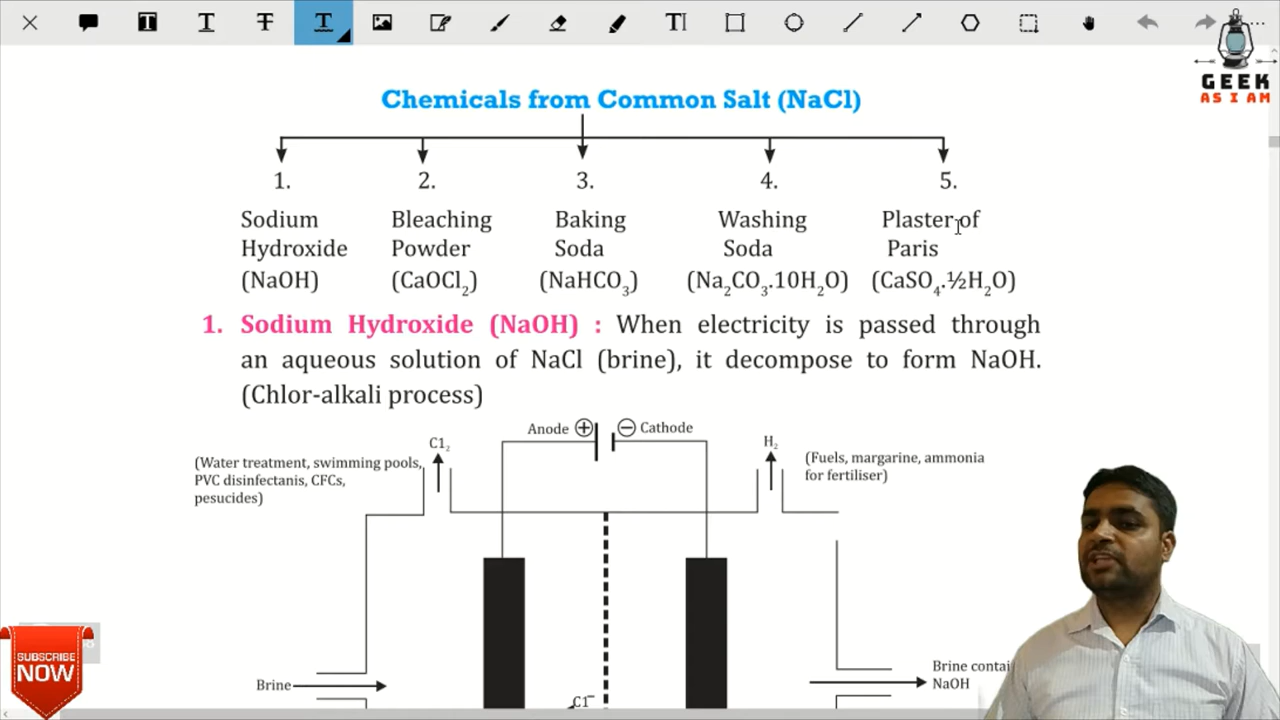 GEEK
AS I AM
Chemicals from Common Salt (NaCl)
1. 2. 3. 4. 5.
Sodium Bleaching Baking Washing Plaster of
Hydroxide Powder Soda Soda Paris
(NaOH) (CaOCl₂) (NaHCO₃) (Na₂CO₃.10H₂O) (CaSO₄.½H₂O)
1. Sodium Hydroxide (NaOH) : When electricity is passed through
an aqueous solution of NaCl (brine), it decompose to form NaOH.
(Chlor-alkali process)
Anode + − Cathode
C1₂
H₂
(Water treatment, swimming pools,
PVC disinfectanis, CFCs,
pesucides)
(Fuels, margarine, ammonia
for fertiliser)
Brine
Brine contai
NaOH
C1⁻
SUBSCRIBE
NOW